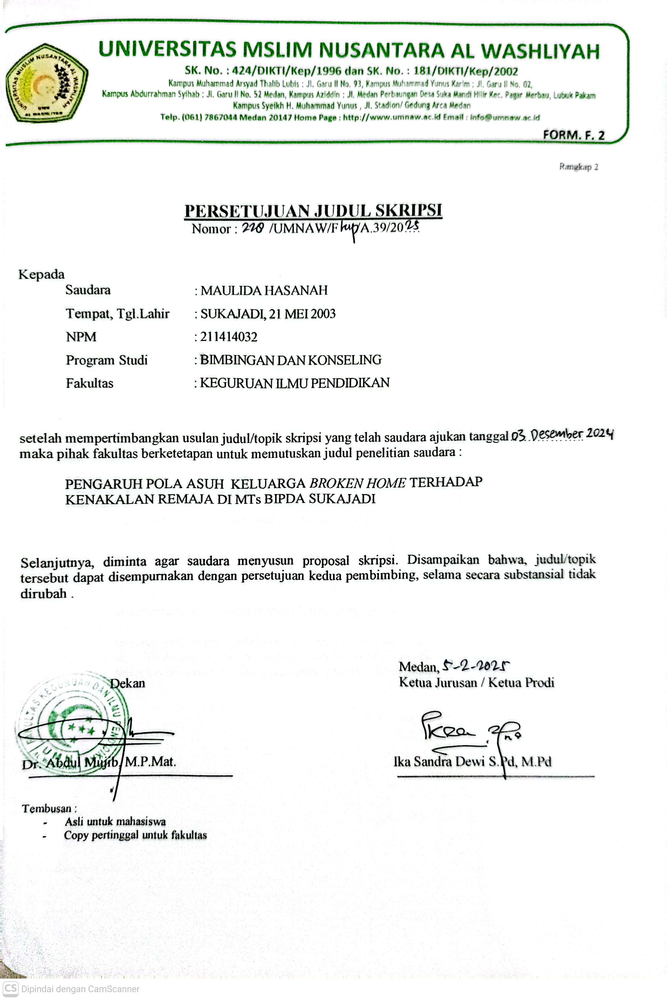 UNIVERSITAS MSLIM NUSANTARA AL WASHLIYAH
SK. No. : 424/DIKTI/Kep/1996 dan SK. No. : 181/DIKTI/Kep/2002
Kampus Muhammad Arsyad Thalib Lubis : Jl. Garu II No. 93, Kampus Muhammad Yunus Karim : Jl. Garu II No. 02,
Kampus Abdurrahman Syihab : Jl. Garu II No. 52 Medan, Kampus Aziddin : Jl. Medan Perbaungan Desa Suka Mandi Hilir Kec. Pagar Merbau, Lubuk Pakam
Kampus Syeikh H. Muhammad Yunus , Jl. Stadion/ Gedung Arca Medan
Telp. (061) 7867044 Medan 20147 Home Page : http://www.umnaw.ac.id Email : info@umnaw.ac.id
UNIVERSITAS MUSLIM NUSANTARA AL WASHLIYAH
UMN
AL WASHLIYAH
FORM. F. 2
Rangkap 2
PERSETUJUAN JUDUL SKRIPSI
Nomor : 220 /UMNAW/Fkip/A.39/2025
Kepada
Saudara : MAULIDA HASANAH
Tempat, Tgl.Lahir : SUKAJADI, 21 MEI 2003
NPM : 211414032
Program Studi : BIMBINGAN DAN KONSELING
Fakultas : KEGURUAN ILMU PENDIDIKAN
setelah mempertimbangkan usulan judul/topik skripsi yang telah saudara ajukan tanggal 03 Desember 2024
maka pihak fakultas berketetapan untuk memutuskan judul penelitian saudara :
PENGARUH POLA ASUH KELUARGA BROKEN HOME TERHADAP
KENAKALAN REMAJA DI MTs BIPDA SUKAJADI
Selanjutnya, diminta agar saudara menyusun proposal skripsi. Disampaikan bahwa, judul/topik
tersebut dapat disempurnakan dengan persetujuan kedua pembimbing, selama secara substansial tidak
dirubah .
Medan, 5-2-2025
Dekan
Ketua Jurusan / Ketua Prodi
FAKULTAS KEGURUAN DAN ILMU PENDIDIKAN
UMN
Dr. Abdul Mujib, M.P.Mat.
Ika Sandra Dewi S.Pd, M.Pd
Tembusan :
- Asli untuk mahasiswa
- Copy pertinggal untuk fakultas
CS Dipindai dengan CamScanner